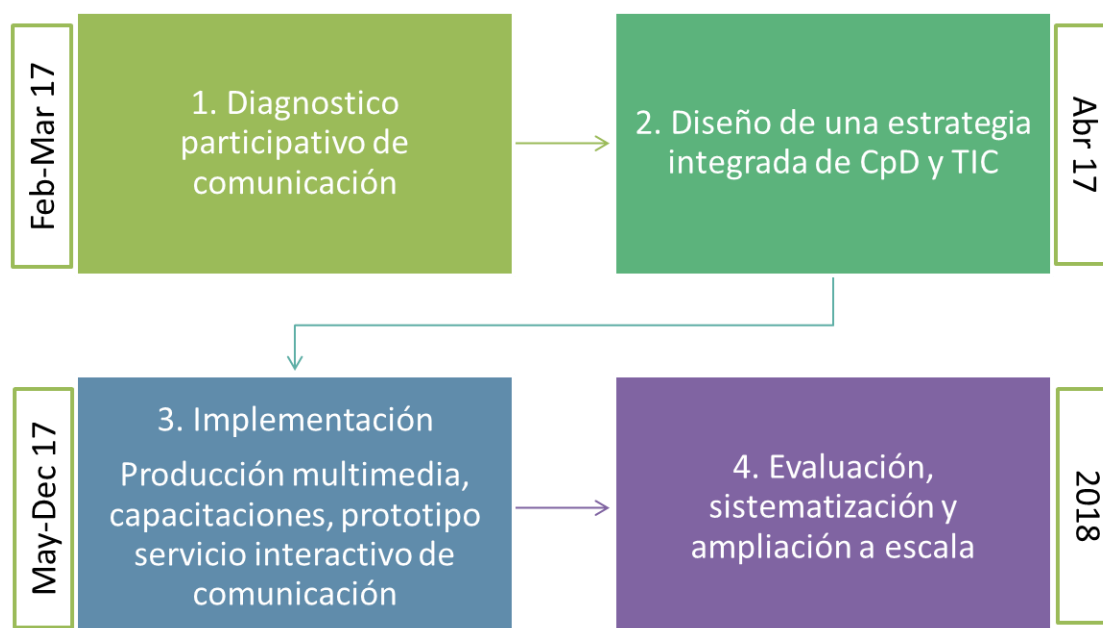 Feb-Mar 17
1. Diagnostico
participativo de
comunicación
2. Diseño de una estrategia
integrada de CpD y TIC
Abr 17
May-Dec 17
3. Implementación
Producción multimedia,
capacitaciones, prototipo
servicio interactivo de
comunicación
4. Evaluación,
sistematización y
ampliación a escala
2018